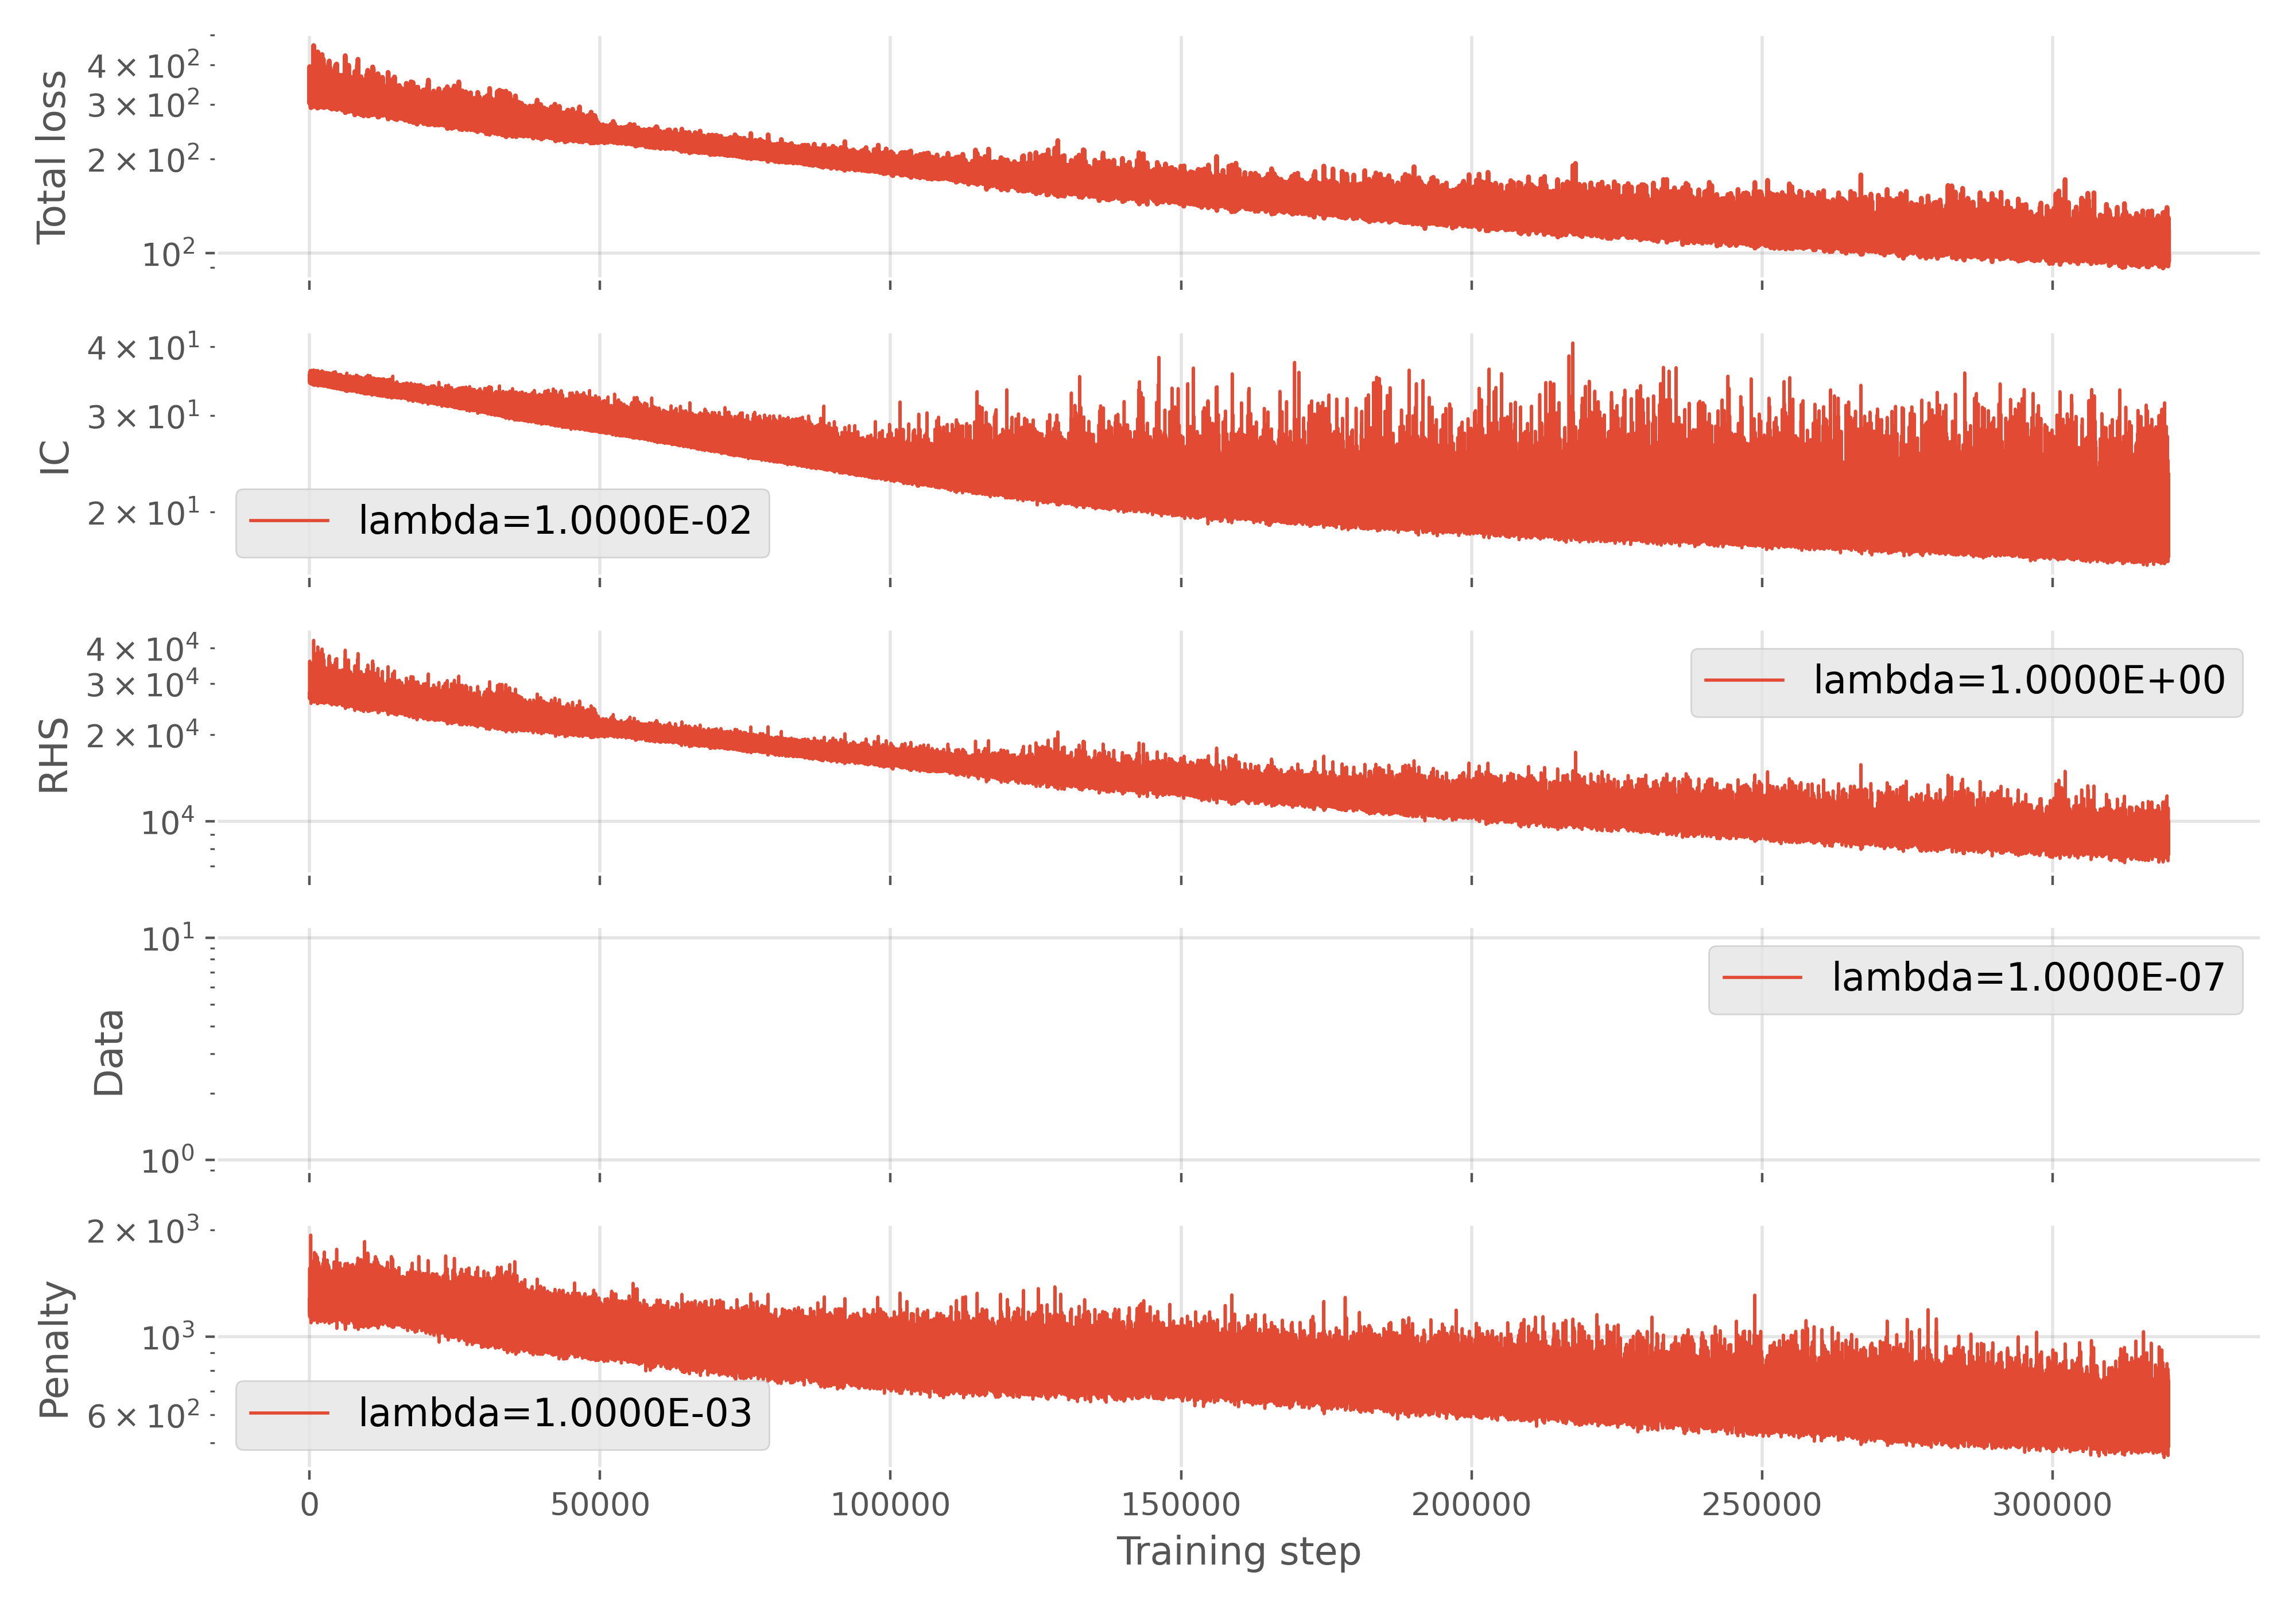 Total loss
4 × 10²
3 × 10²
2 × 10²
10²
IC
4 × 10¹
3 × 10¹
2 × 10¹
lambda=1.0000E-02
RHS
4 × 10⁴
3 × 10⁴
2 × 10⁴
10⁴
lambda=1.0000E+00
Data
10¹
10⁰
lambda=1.0000E-07
Penalty
2 × 10³
10³
6 × 10²
lambda=1.0000E-03
0 50000 100000 150000 200000 250000 300000
Training step